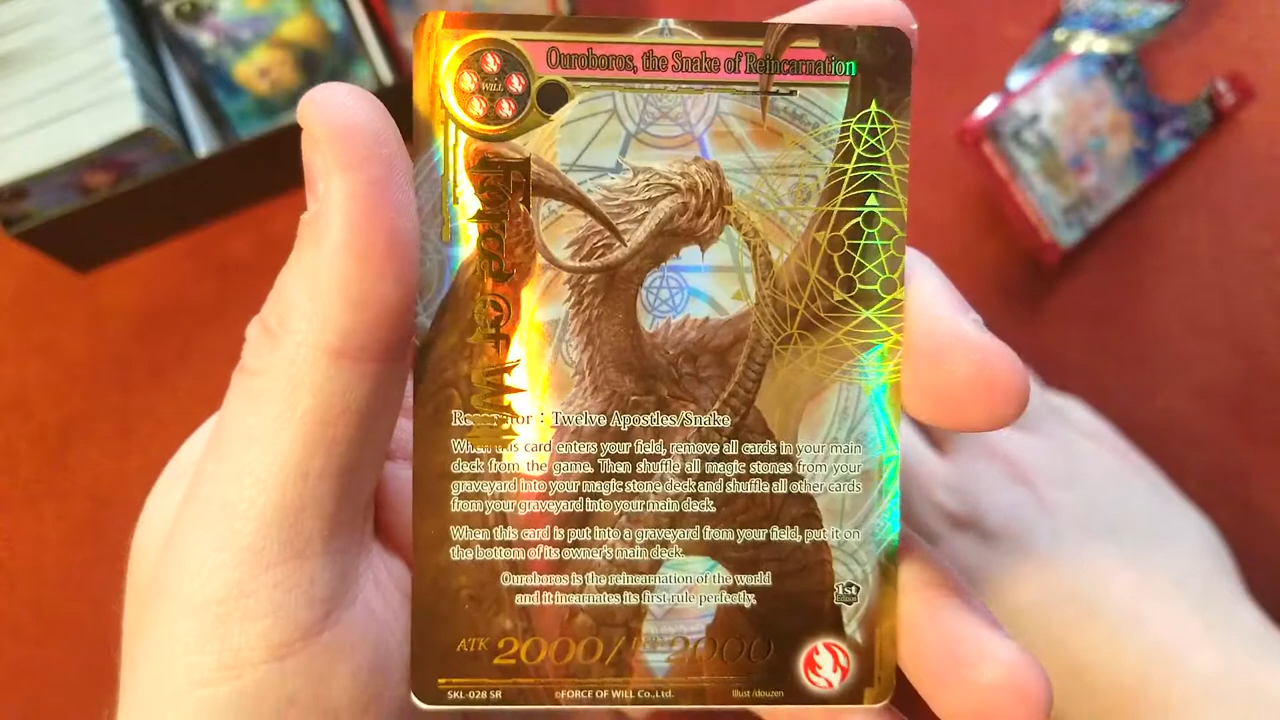 Ouroboros, the Snake of Reincarnation
WILL
Force of Will
Resonator : Twelve Apostles/Snake
When this card enters your field, remove all cards in your main
deck from the game. Then shuffle all magic stones from your
graveyard into your magic stone deck and shuffle all other cards
from your graveyard into your main deck.
When this card is put into a graveyard from your field, put it on
the bottom of its owner's main deck.
Ouroboros is the reincarnation of the world
and it incarnates its first rule perfectly.
1st
Edition
ATK 2000/DEF 2000
SKL-028 SR
©FORCE OF WILL Co.,Ltd.
Illust /douzen